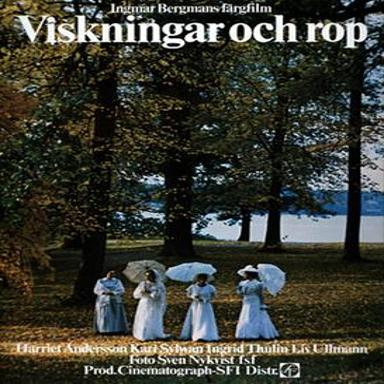 Ingmar Bergmans färgfilm
Viskningar och rop
Harriet Andersson Kari Sylwan Ingrid Thulin Liv Ullmann
Foto Sven Nykvist fsf
Prod. Cinematograph-SFI Distr.